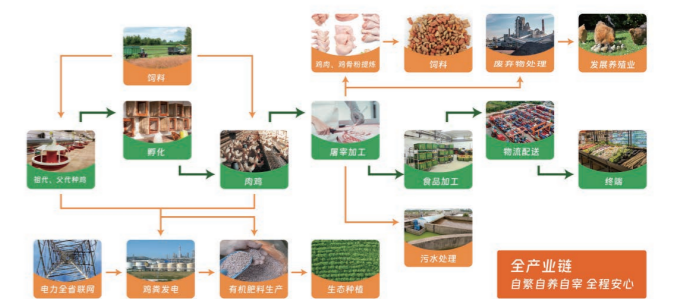 鸡肉、鸡骨粉提炼
饲料
废弃物处理
发展养殖业
饲料
孵化
屠宰加工
物流配送
祖代、父代种鸡
肉鸡
食品加工
终端
污水处理
电力全省联网
鸡粪发电
有机肥料生产
生态种植
全产业链
自繁自养自宰 全程安心